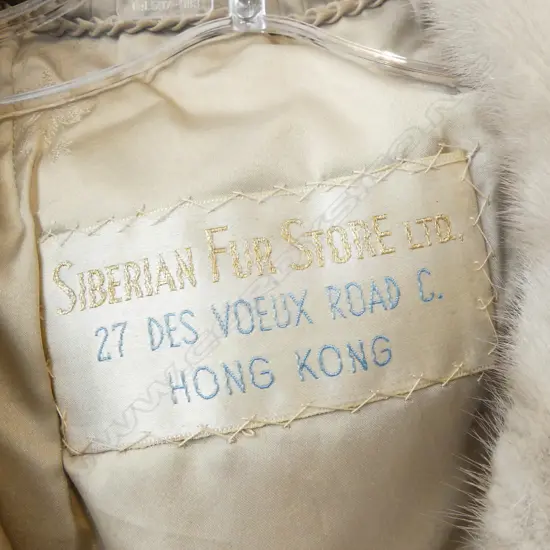 SIBERIAN FUR STORE LTD.
27 DES VOEUX ROAD C.
HONG KONG